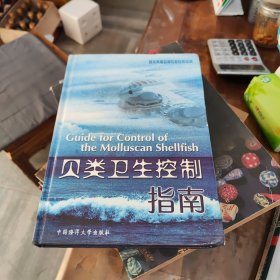 Guide for Control of
the Molluscan Shellfish
贝类卫生控制
指南
中国海洋大学出版社